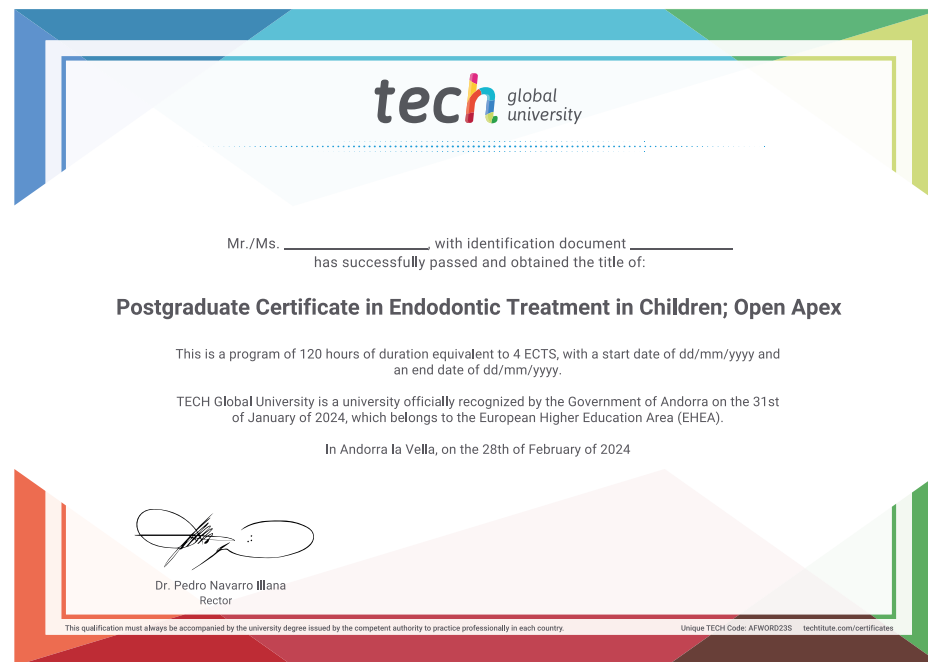 tech global university
Mr./Ms. ________________, with identification document ____________
has successfully passed and obtained the title of:
Postgraduate Certificate in Endodontic Treatment in Children; Open Apex
This is a program of 120 hours of duration equivalent to 4 ECTS, with a start date of dd/mm/yyyy and
an end date of dd/mm/yyyy.
TECH Global University is a university officially recognized by the Government of Andorra on the 31st
of January of 2024, which belongs to the European Higher Education Area (EHEA).
In Andorra la Vella, on the 28th of February of 2024
Dr. Pedro Navarro Illana
Rector
This qualification must always be accompanied by the university degree issued by the competent authority to practice professionally in each country.
Unique TECH Code: AFWORD23S techtitute.com/certificates